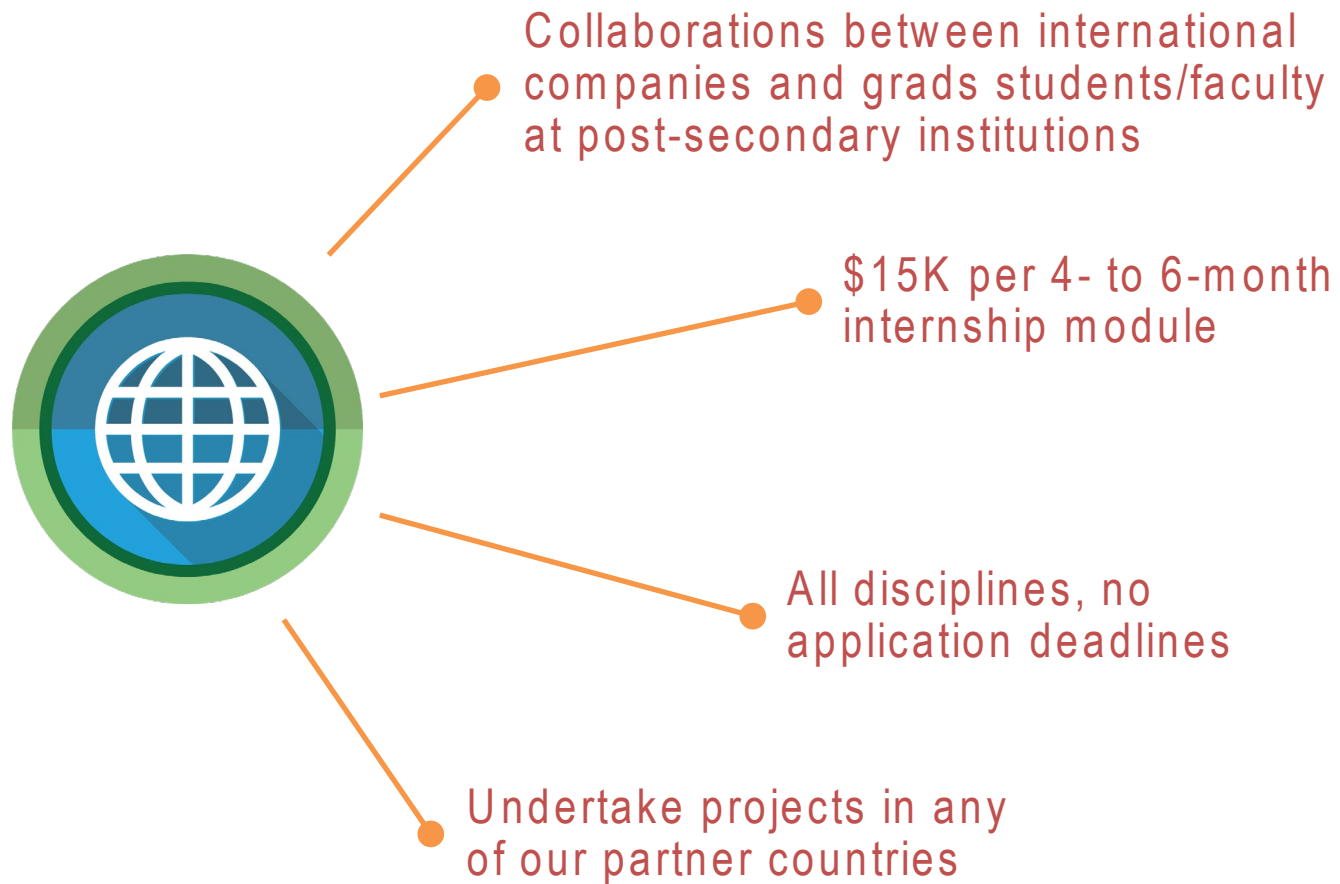 Collaborations between international
companies and grads students/faculty
at post-secondary institutions
$15K per 4- to 6-month
internship module
All disciplines, no
application deadlines
Undertake projects in any
of our partner countries